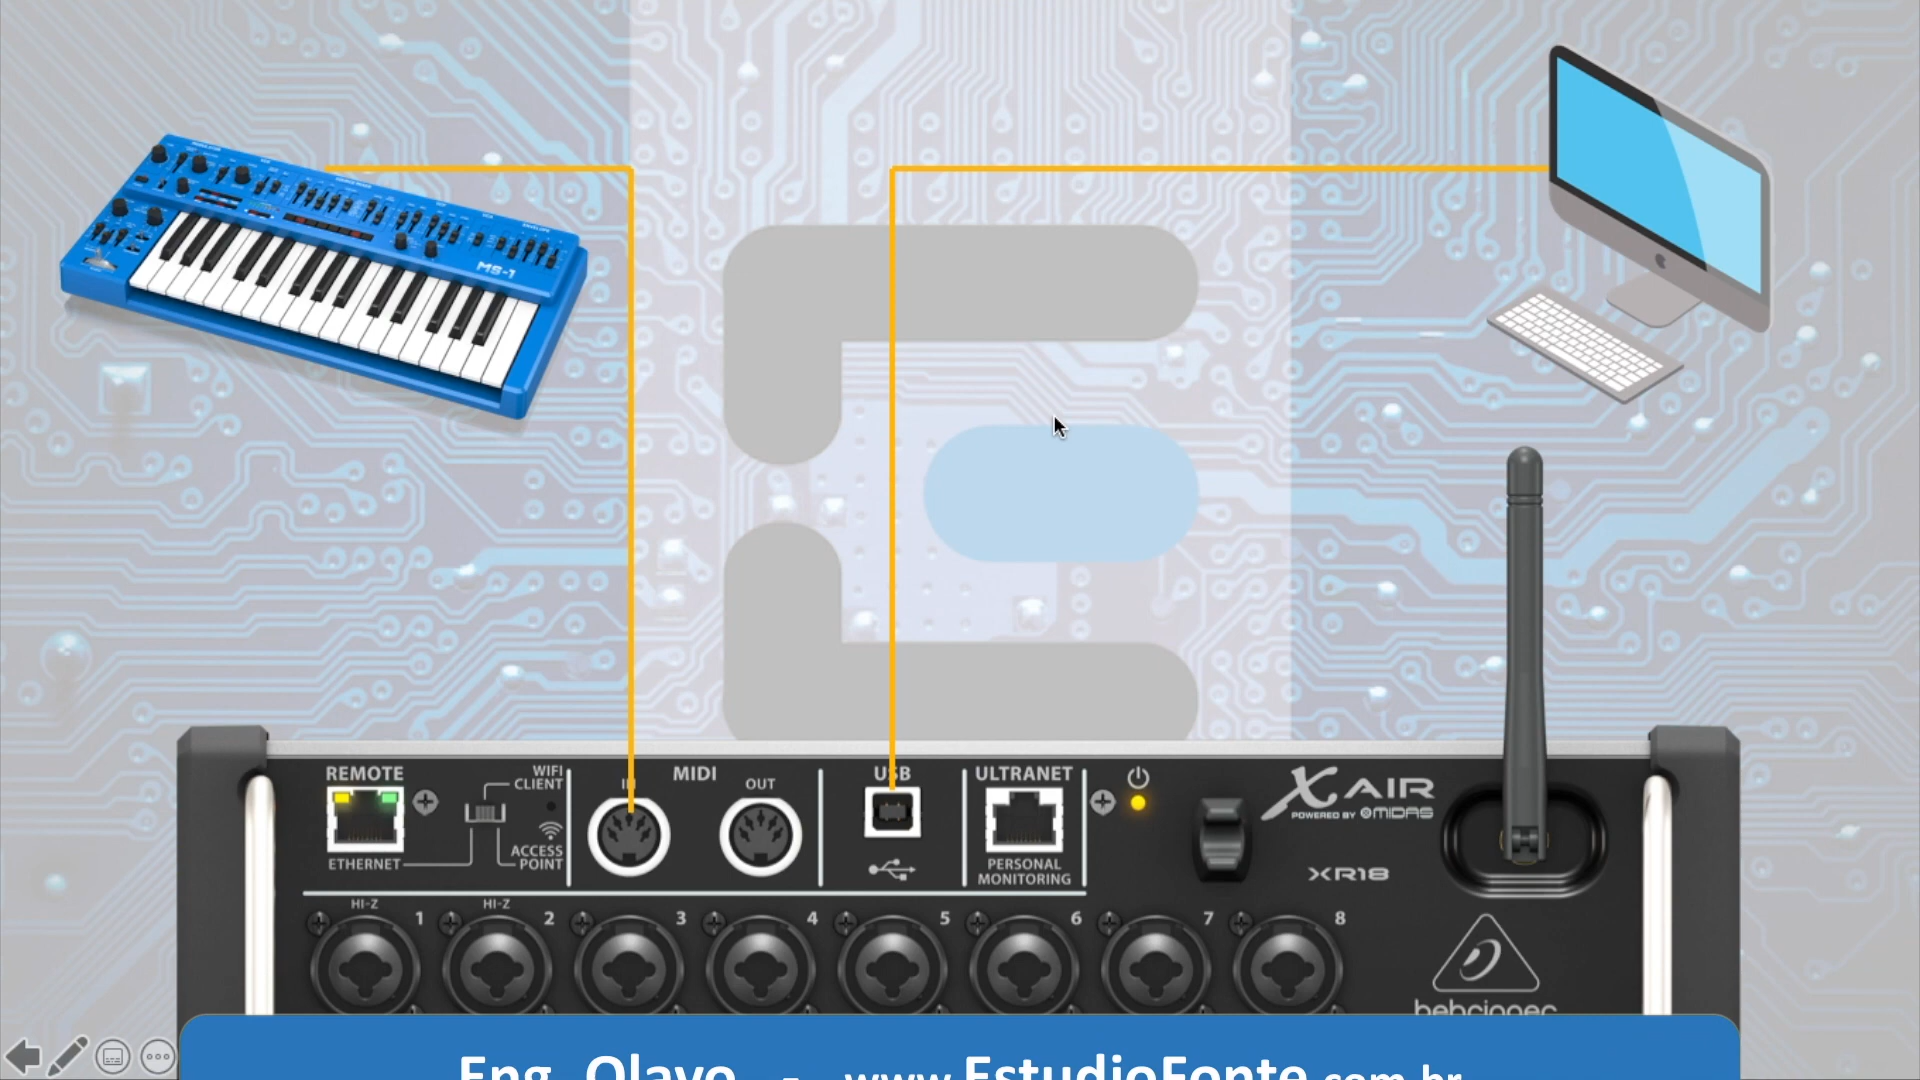 MS-1
REMOTE
ETHERNET
WIFI
CLIENT
ACCESS
POINT
MIDI
IN
OUT
USB
ULTRANET
PERSONAL
MONITORING
X AIR
POWERED BY MIDAS
XR18
HI-Z 1
HI-Z 2
3
4
5
6
7
8
behringer
Eng. Olavo - www.EstudioFonte.com.br